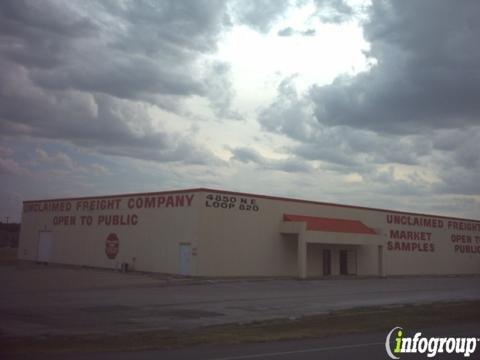 UNCLAIMED FREIGHT COMPANY
OPEN TO PUBLIC
4850 N E
LOOP 820
UNCLAIMED FREIGHT
MARKET OPEN TO
SAMPLES PUBLIC
infogroup